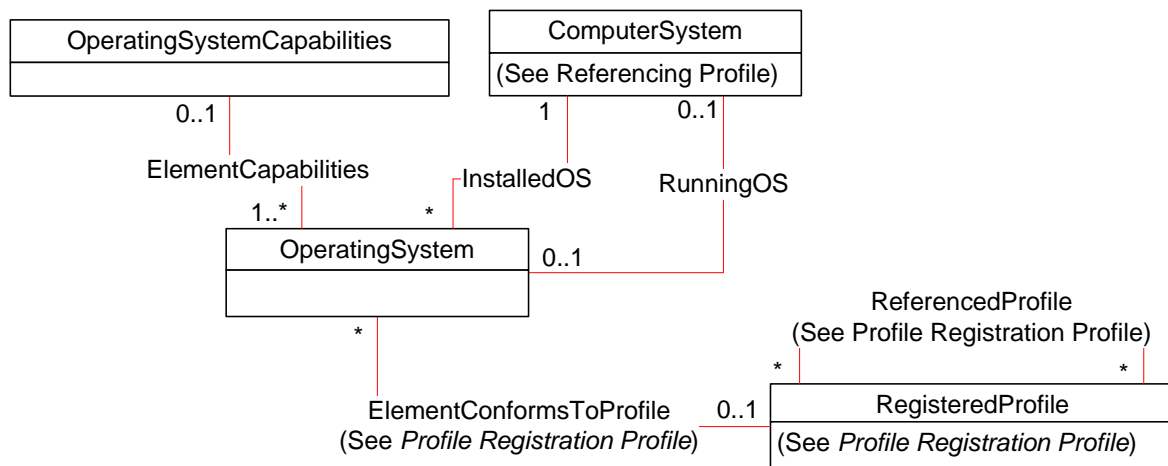 OperatingSystemCapabilities
ComputerSystem
(See Referencing Profile)
0..1
1
0..1
ElementCapabilities
InstalledOS
RunningOS
1..*
*
OperatingSystem
0..1
*
ReferencedProfile
(See Profile Registration Profile)
*
*
ElementConformsToProfile
(See Profile Registration Profile)
0..1
RegisteredProfile
(See Profile Registration Profile)